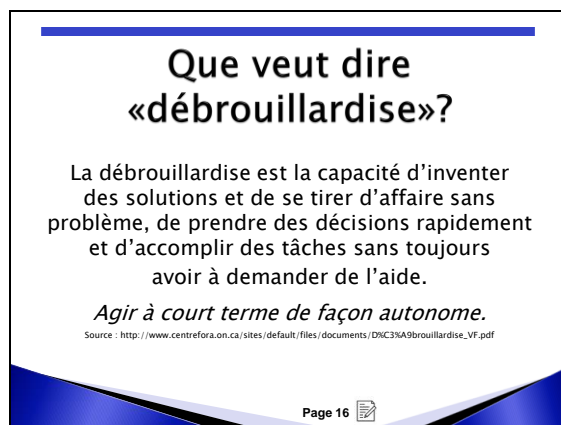 Que veut dire
«débrouillardise»?
La débrouillardise est la capacité d'inventer
des solutions et de se tirer d'affaire sans
problème, de prendre des décisions rapidement
et d'accomplir des tâches sans toujours
avoir à demander de l'aide.
Agir à court terme de façon autonome.
Source : http://www.centrefora.on.ca/sites/default/files/documents/D%C3%A9brouillardise_VF.pdf
Page 16